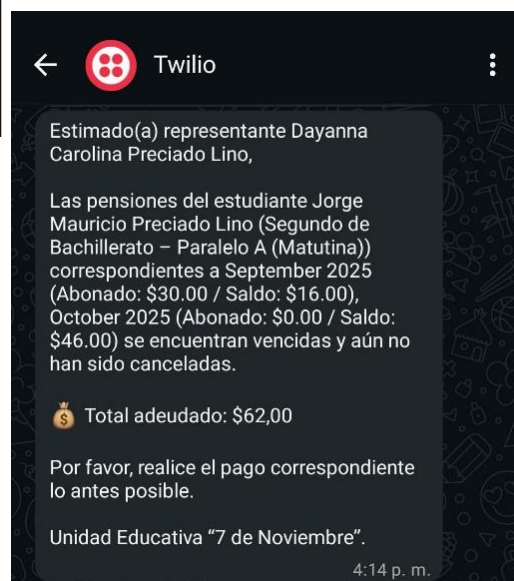 Twilio
Estimado(a) representante Dayanna
Carolina Preciado Lino,
Las pensiones del estudiante Jorge
Mauricio Preciado Lino (Segundo de
Bachillerato – Paralelo A (Matutina))
correspondientes a September 2025
(Abonado: $30.00 / Saldo: $16.00),
October 2025 (Abonado: $0.00 / Saldo:
$46.00) se encuentran vencidas y aún no
han sido canceladas.
💰 Total adeudado: $62,00
Por favor, realice el pago correspondiente
lo antes posible.
Unidad Educativa “7 de Noviembre”.
4:14 p. m.